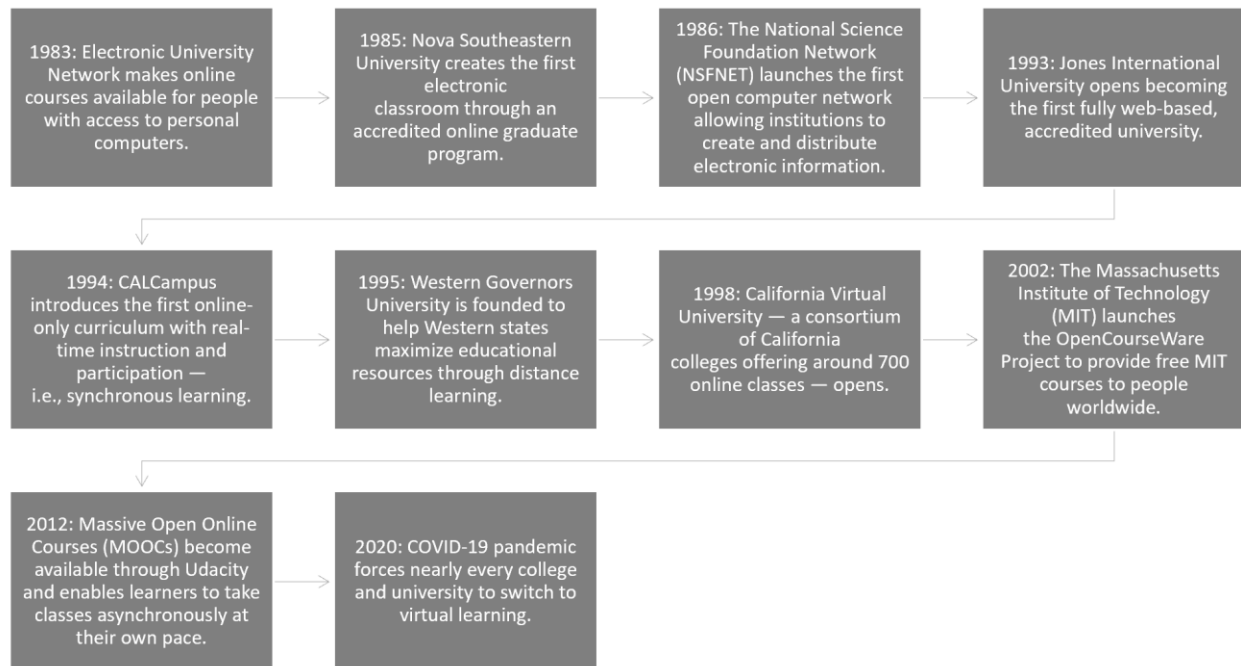 1983: Electronic University
Network makes online
courses available for people
with access to personal
computers.
1985: Nova Southeastern
University creates the first
electronic
classroom through an
accredited online graduate
program.
1986: The National Science
Foundation Network
(NSFNET) launches the first
open computer network
allowing institutions to
create and distribute
electronic information.
1993: Jones International
University opens becoming
the first fully web-based,
accredited university.
1994: CALCampus
introduces the first online-
only curriculum with real-
time instruction and
participation —
i.e., synchronous learning.
1995: Western Governors
University is founded to
help Western states
maximize educational
resources through distance
learning.
1998: California Virtual
University — a consortium
of California
colleges offering around 700
online classes — opens.
2002: The Massachusetts
Institute of Technology
(MIT) launches
the OpenCourseWare
Project to provide free MIT
courses to people
worldwide.
2012: Massive Open Online
Courses (MOOCs) become
available through Udacity
and enables learners to take
classes asynchronously at
their own pace.
2020: COVID-19 pandemic
forces nearly every college
and university to switch to
virtual learning.